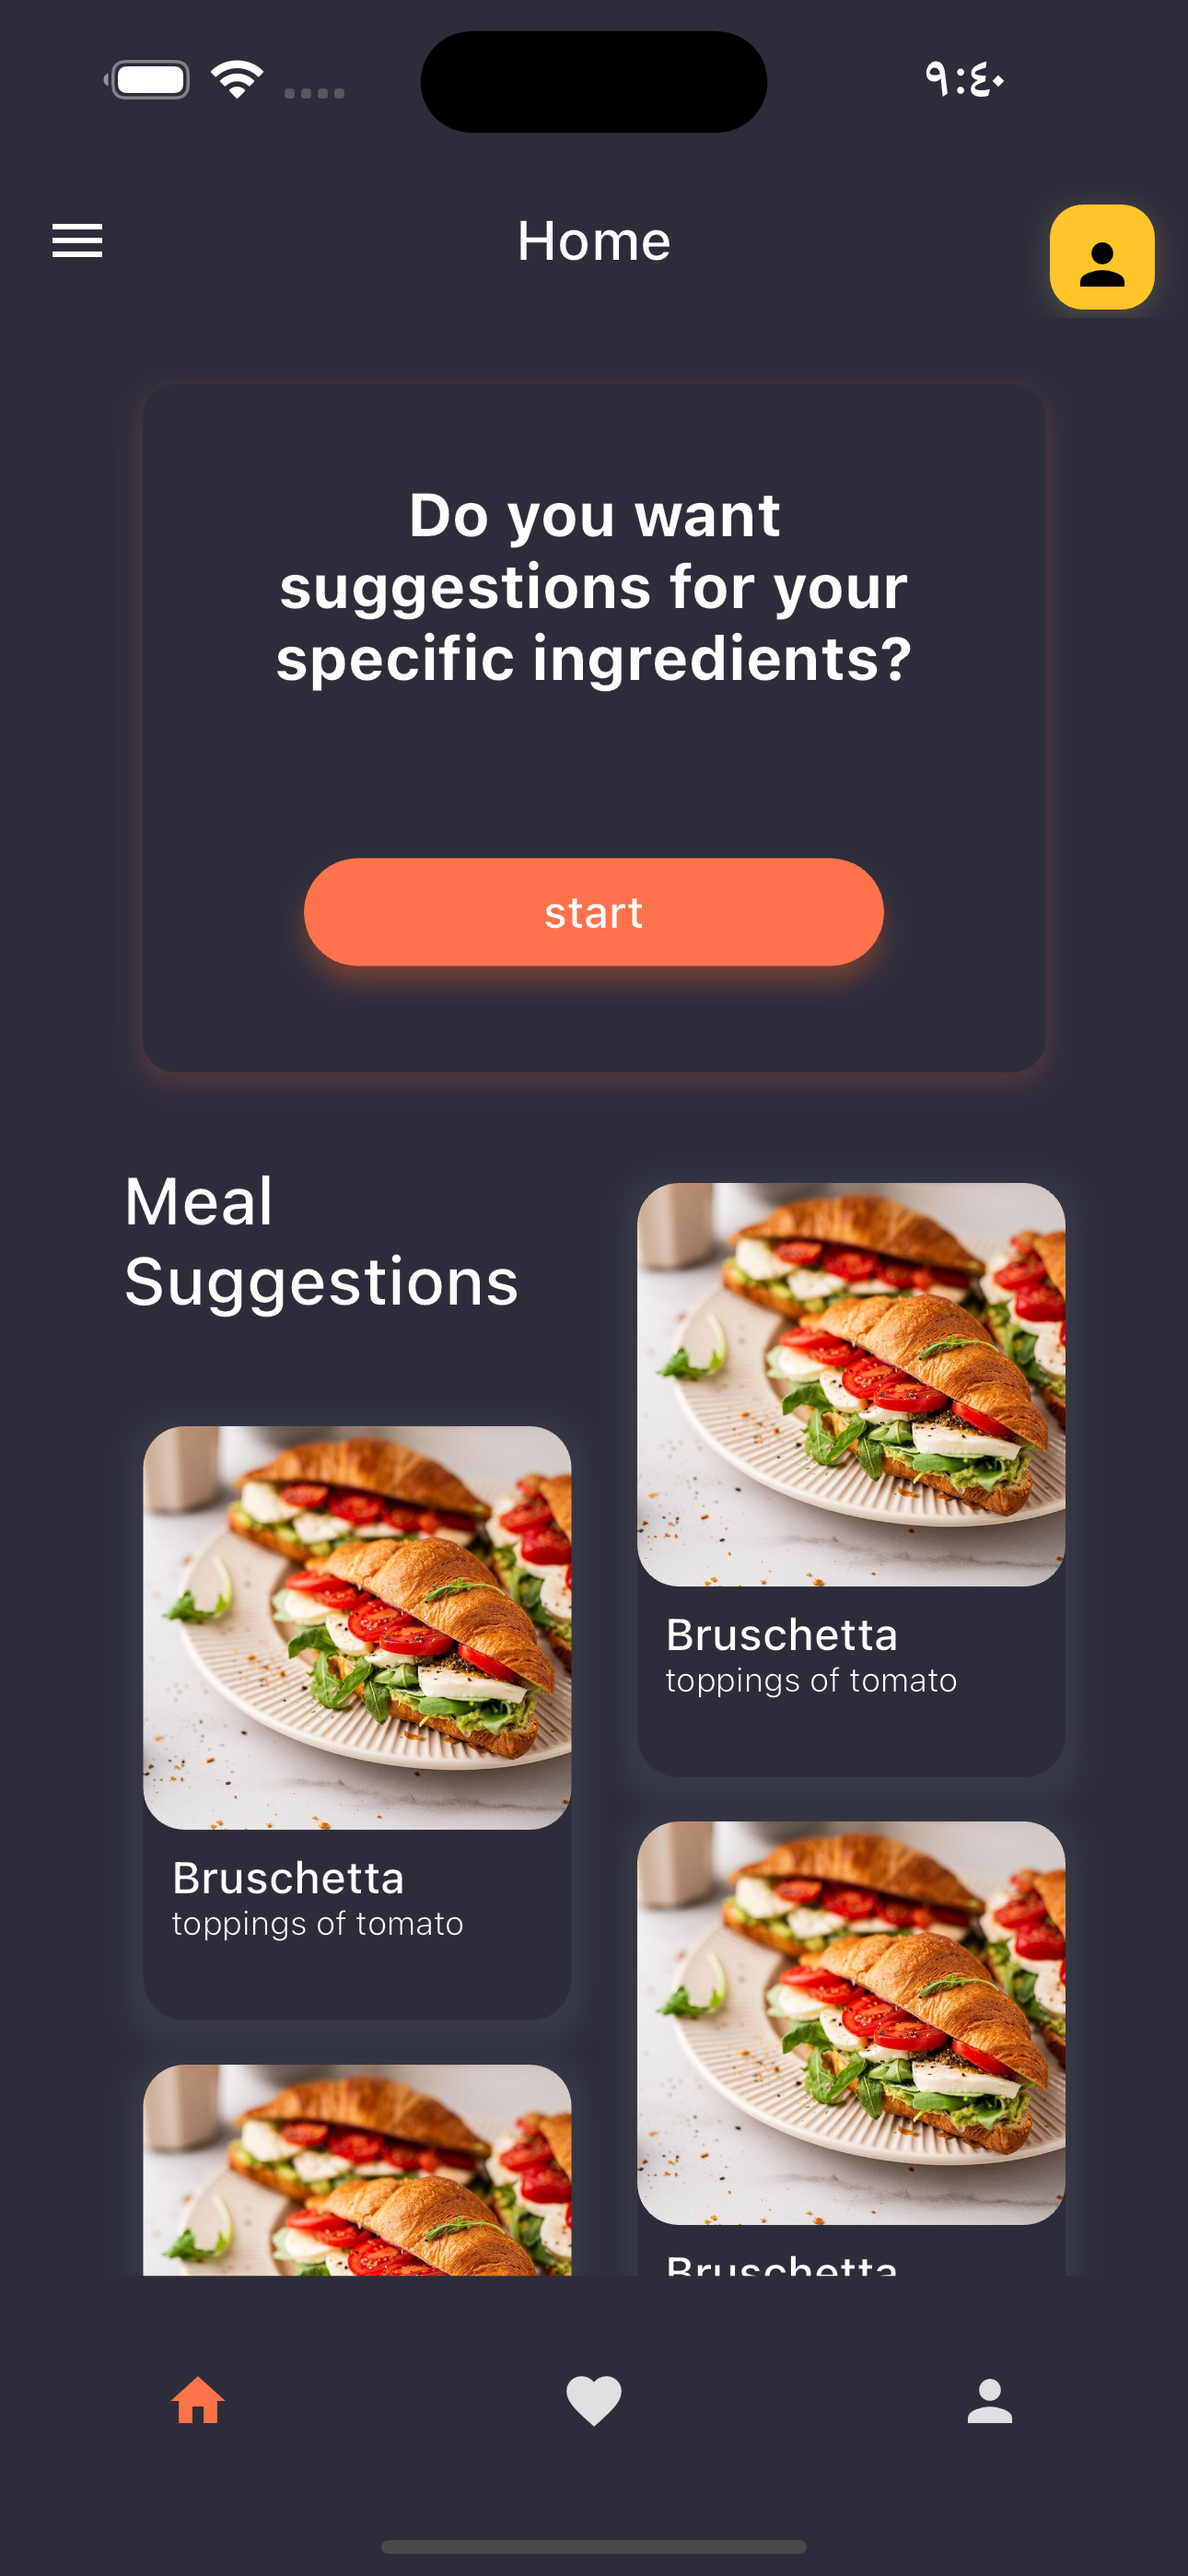 ٩:٤٠
Home
Do you want
suggestions for your
specific ingredients?
start
Meal
Suggestions
Bruschetta
toppings of tomato
Bruschetta
toppings of tomato
Bruschetta